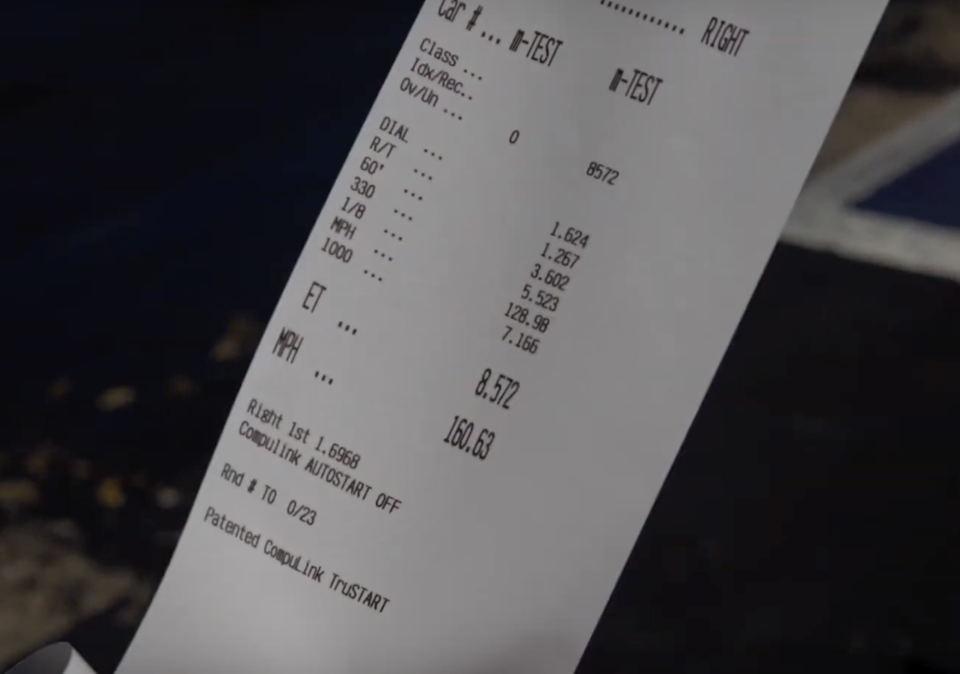 ............ RIGHT
Car # ... m-TEST m-TEST
Class ...
Idx/Rec..
Ov/Un ... 0 8572
DIAL ...
R/T ... 1.624
60' ... 1.267
330 ... 3.602
1/8 ... 5.523
MPH ... 128.98
1000 ... 7.166
ET ... 8.572
MPH ... 160.63
Right 1st 1.6968
Compulink AUTOSTART OFF
Rnd # T0 0/23
Patented CompuLink TruSTART